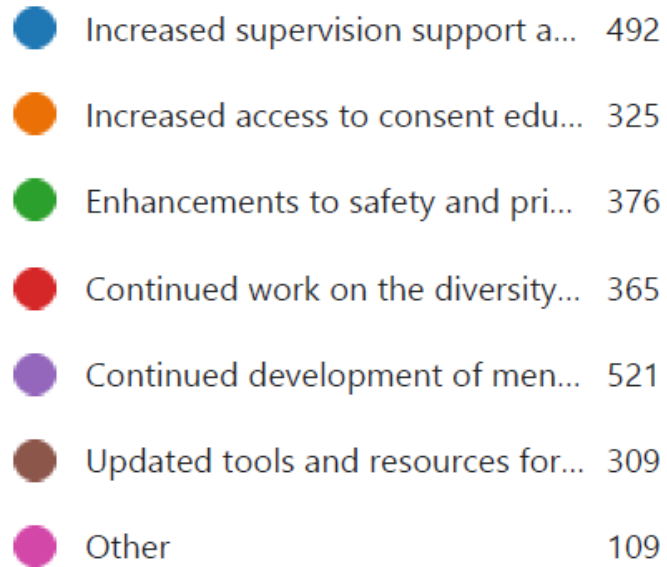 Increased supervision support a... 492
Increased access to consent edu... 325
Enhancements to safety and pri... 376
Continued work on the diversity... 365
Continued development of men... 521
Updated tools and resources for... 309
Other 109